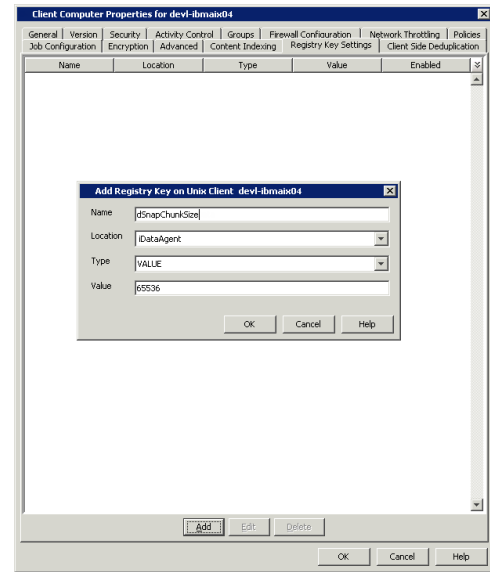 Client Computer Properties for devl-ibmaix04
General Version Security Activity Control Groups Firewall Configuration Network Throttling Policies
Job Configuration Encryption Advanced Content Indexing Registry Key Settings Client Side Deduplication
Name Location Type Value Enabled
Add Registry Key on Unix Client devl-ibmaix04
Name dSnapChunkSize
Location iDataAgent
Type VALUE
Value 65536
OK Cancel Help
Add Edit Delete
OK Cancel Help